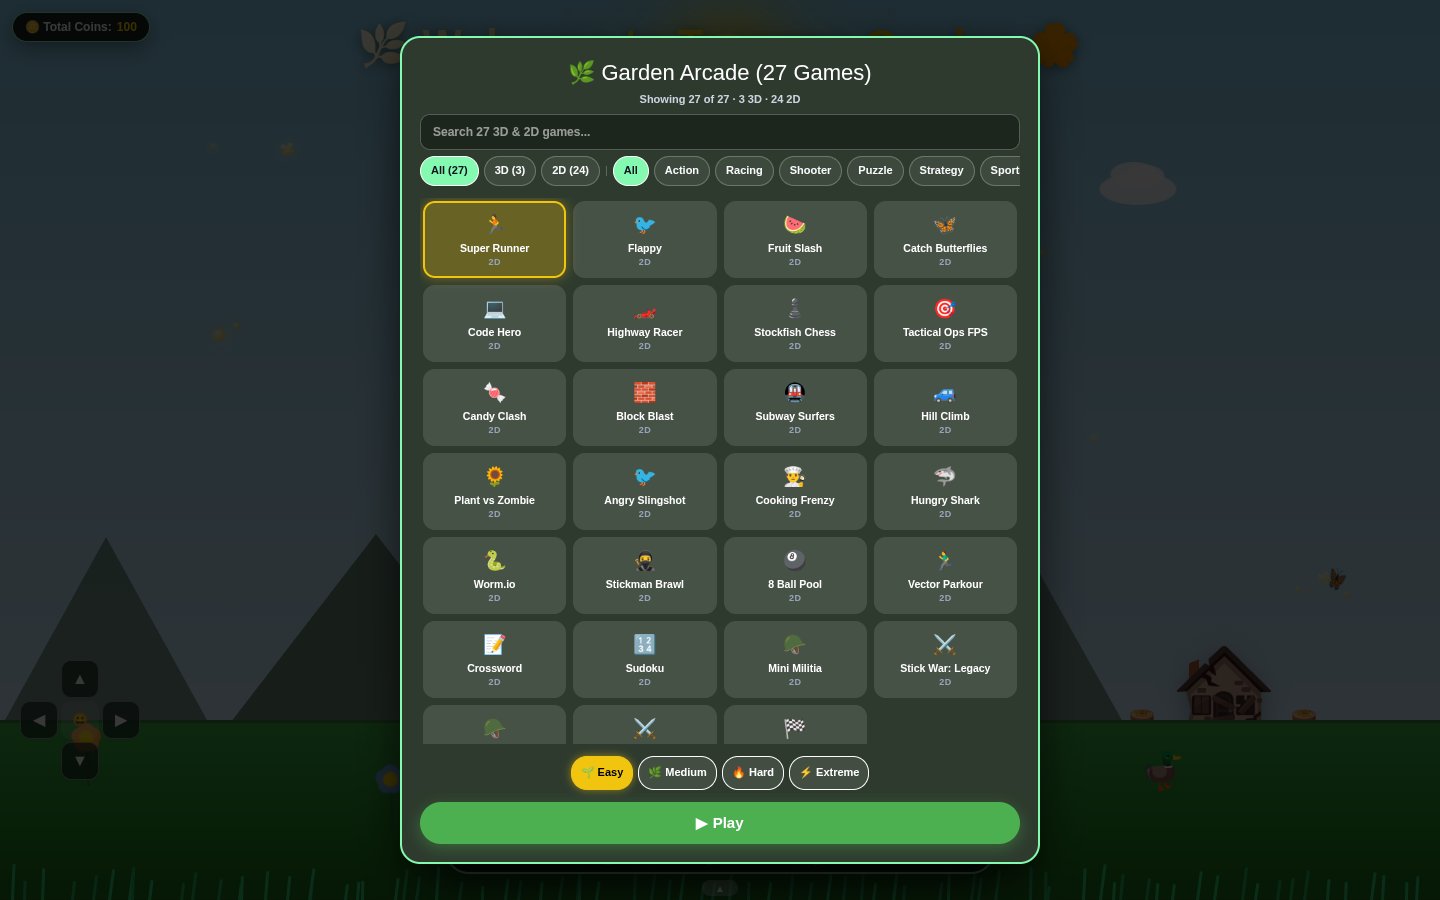 Total Coins: 100
Garden Arcade (27 Games)
Showing 27 of 27 · 3 3D · 24 2D
Search 27 3D & 2D games...
All (27) 3D (3) 2D (24) | All Action Racing Shooter Puzzle Strategy Sport
Super Runner Flappy Fruit Slash Catch Butterflies
2D 2D 2D 2D
Code Hero Highway Racer Stockfish Chess Tactical Ops FPS
2D 2D 2D 2D
Candy Clash Block Blast Subway Surfers Hill Climb
2D 2D 2D 2D
Plant vs Zombie Angry Slingshot Cooking Frenzy Hungry Shark
2D 2D 2D 2D
Worm.io Stickman Brawl 8 Ball Pool Vector Parkour
2D 2D 2D 2D
Crossword Sudoku Mini Militia Stick War: Legacy
2D 2D 2D 2D
Easy Medium Hard Extreme
▶ Play